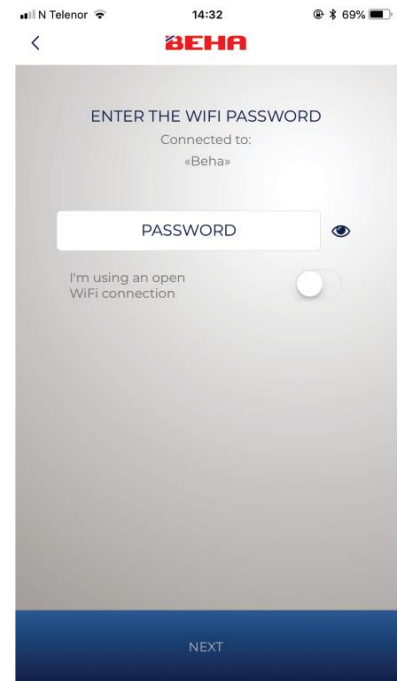 N Telenor 14:32 69%
BEHA
ENTER THE WIFI PASSWORD
Connected to:
«Beha»
PASSWORD
I'm using an open
WiFi connection
NEXT